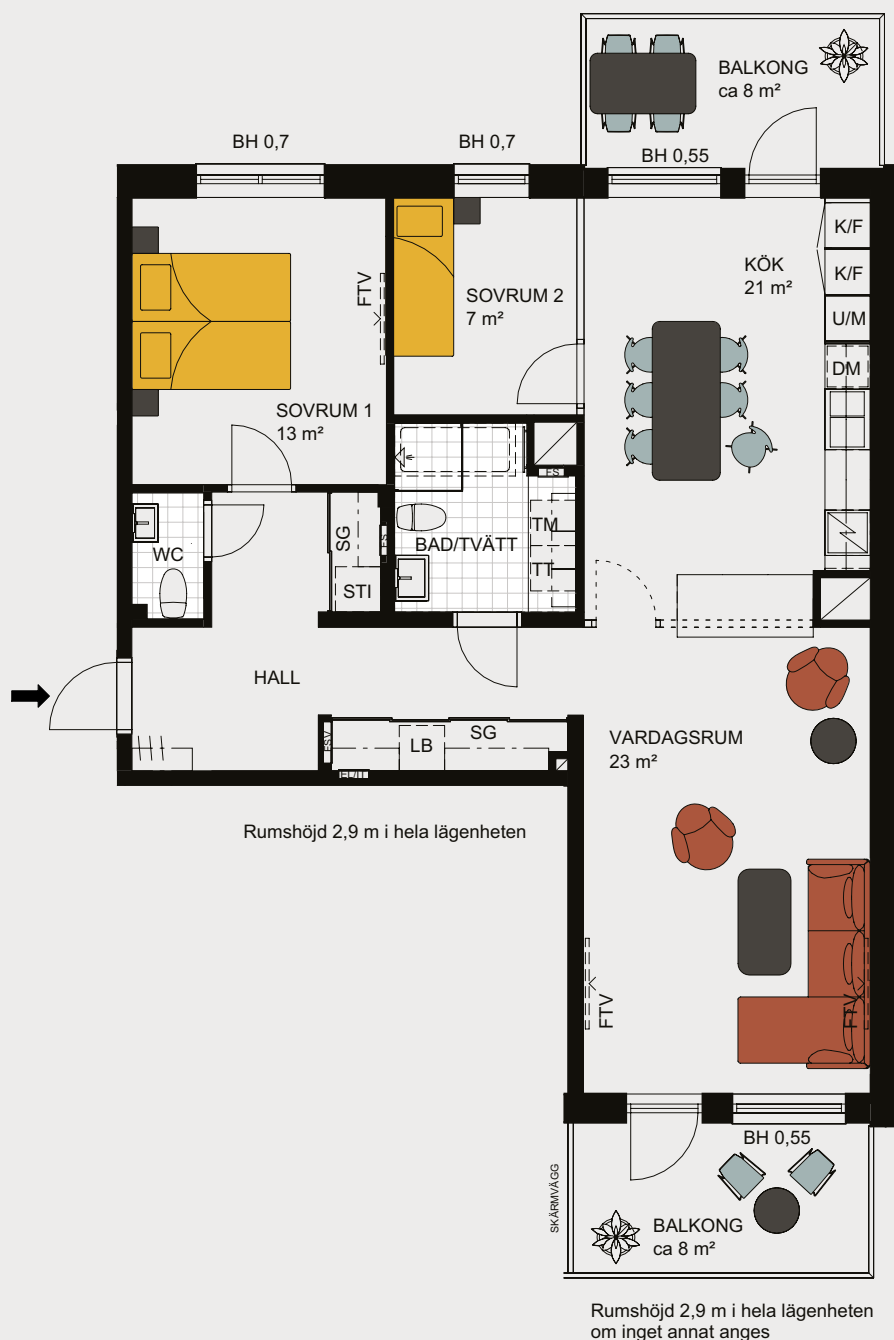 BALKONG
ca 8 m²
BH 0,7
BH 0,7
BH 0,55
K/F
KÖK
21 m²
K/F
FTV
SOVRUM 2
7 m²
U/M
DM
SOVRUM 1
13 m²
FS
SG
TM
WC
FS
BAD/TVÄTT
TT
STI
HALL
SG
VARDAGSRUM
23 m²
FSV
LB
EL/IT
Rumshöjd 2,9 m i hela lägenheten
FTV
FTV
BH 0,55
SKÄRMVÄGG
BALKONG
ca 8 m²
Rumshöjd 2,9 m i hela lägenheten
om inget annat anges